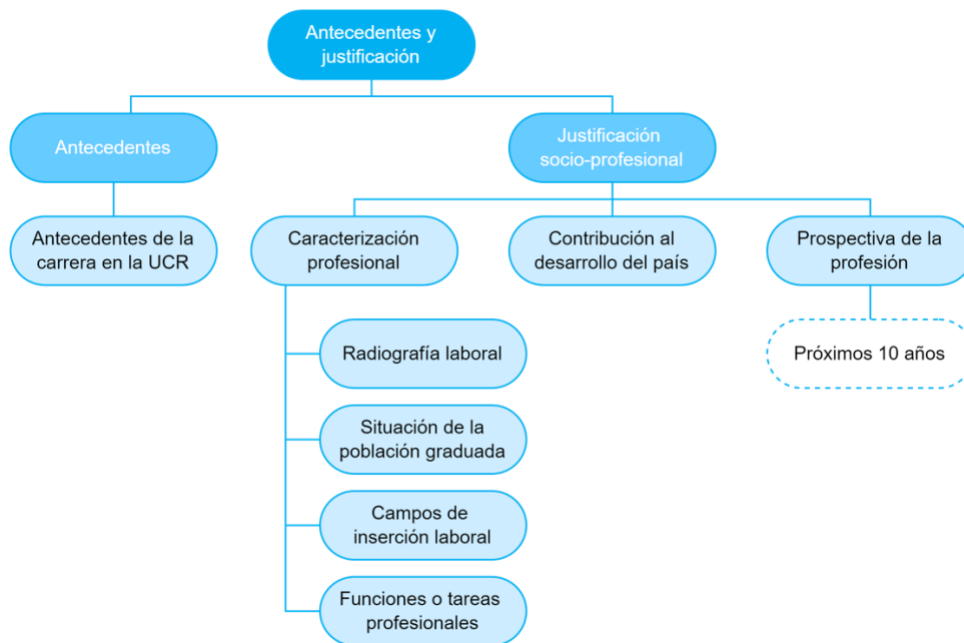 Antecedentes y
justificación
Antecedentes
Justificación
socio-profesional
Antecedentes de la
carrera en la UCR
Caracterización
profesional
Contribución al
desarrollo del país
Prospectiva de la
profesión
Radiografía laboral
Situación de la
población graduada
Campos de
inserción laboral
Funciones o tareas
profesionales
Próximos 10 años